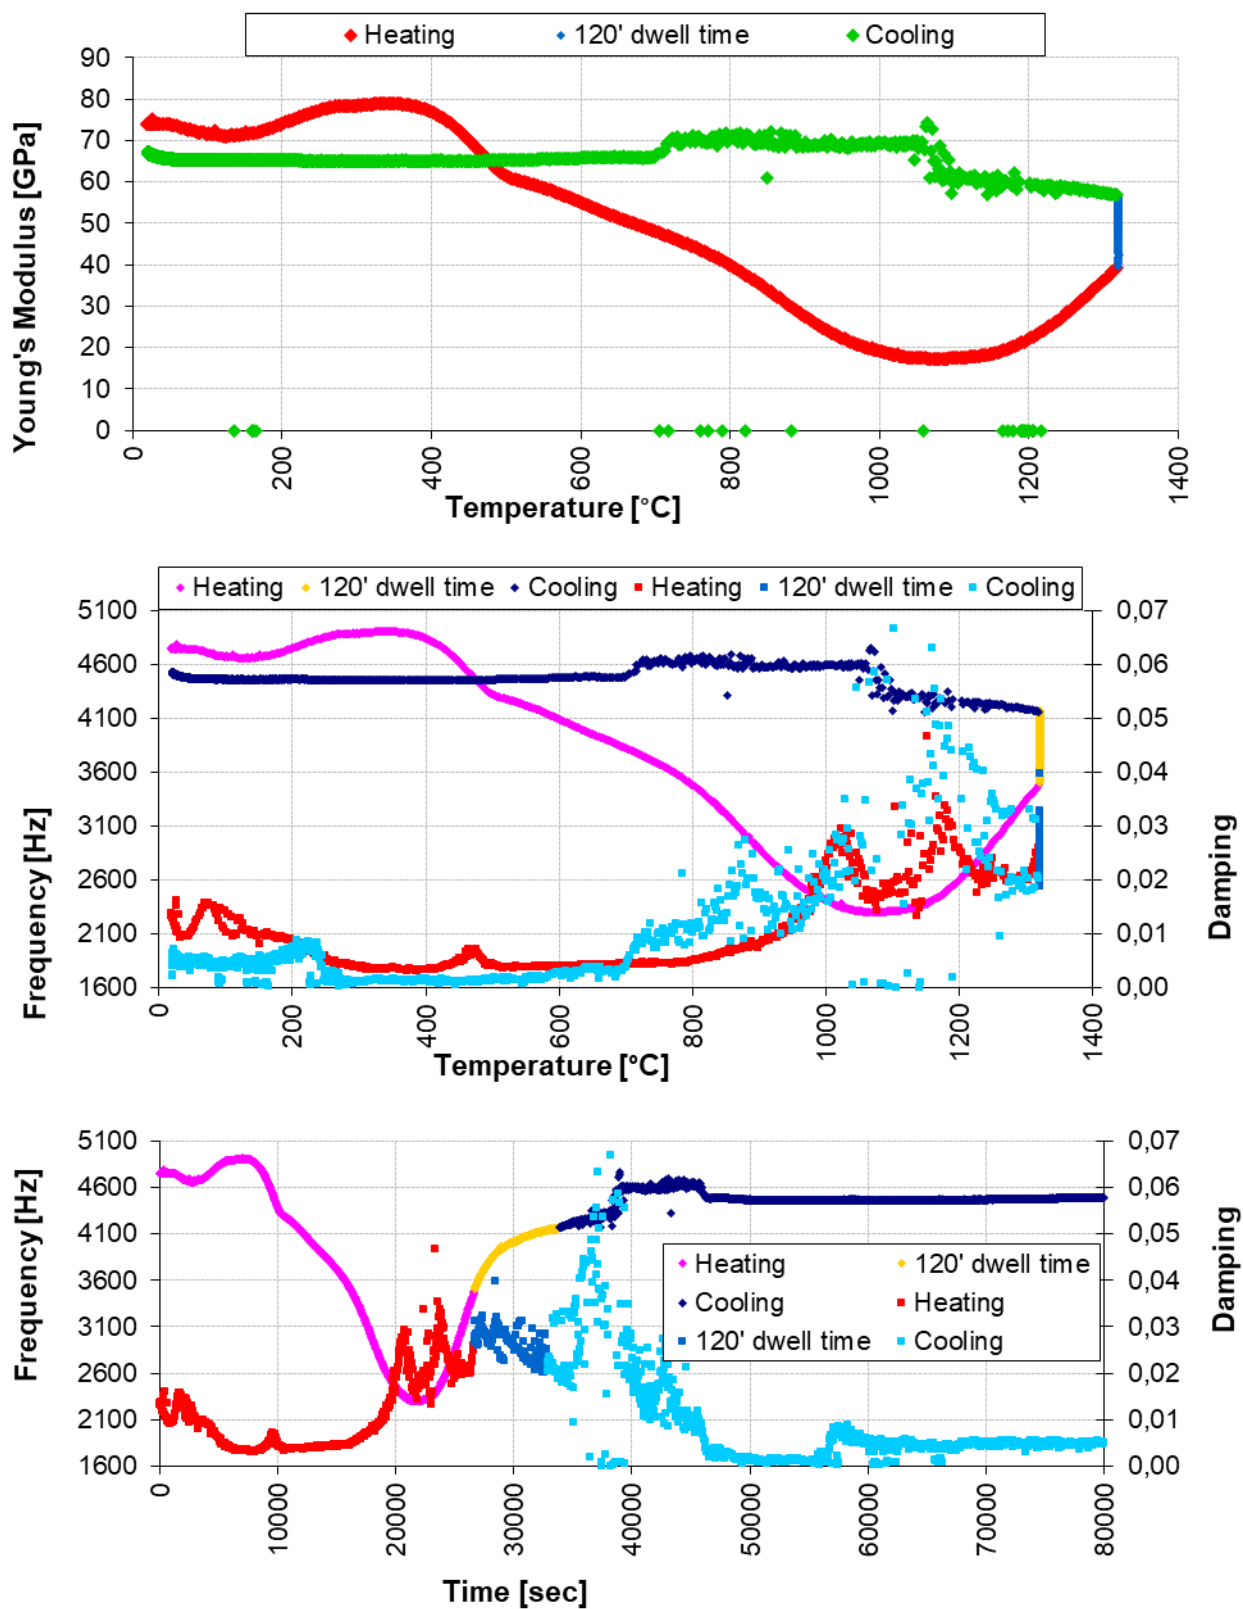 Heating 120' dwell time Cooling
90
80
70
60
50
40
30
20
10
0
Young's Modulus [GPa]
0 200 400 600 800 1000 1200 1400
Temperature [°C]
Heating 120' dwell time Cooling Heating 120' dwell time Cooling
5100
4600
4100
3600
3100
2600
2100
1600
Frequency [Hz]
0,07
0,06
0,05
0,04
0,03
0,02
0,01
0,00
Damping
0 200 400 600 800 1000 1200 1400
Temperature [°C]
5100
4600
4100
3600
3100
2600
2100
1600
Frequency [Hz]
0,07
0,06
0,05
0,04
0,03
0,02
0,01
0,00
Damping
Heating 120' dwell time
Cooling Heating
120' dwell time Cooling
0 10000 20000 30000 40000 50000 60000 70000 80000
Time [sec]